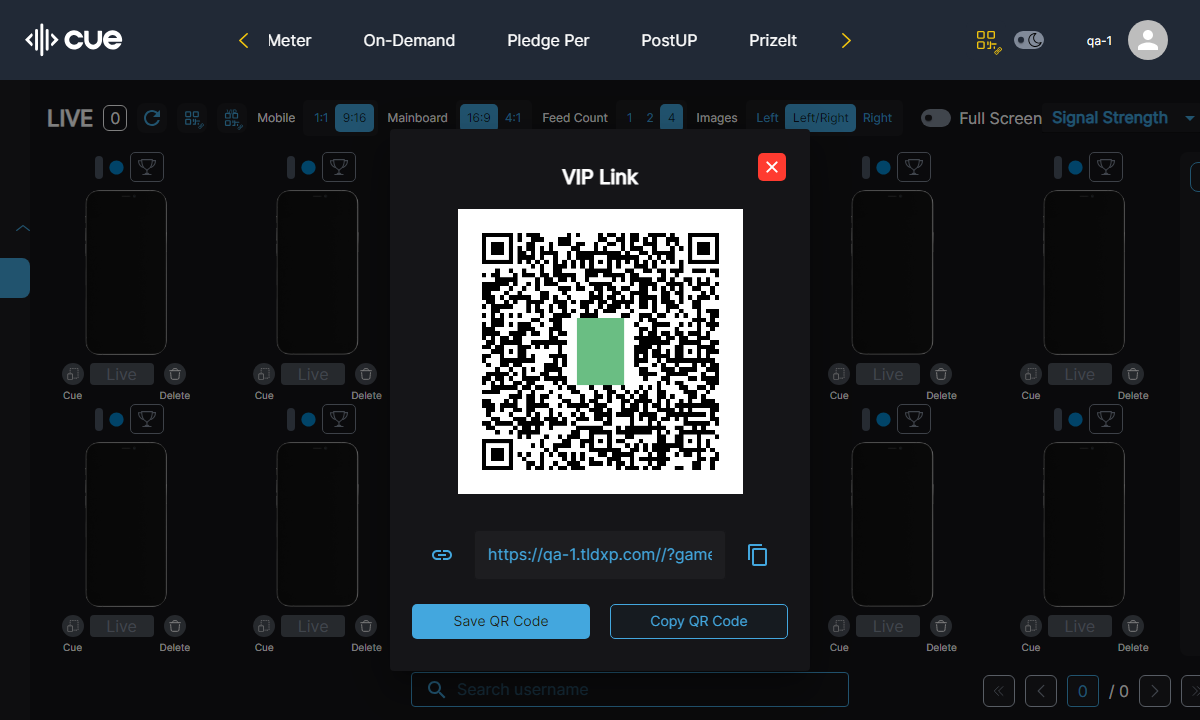 cue
Meter
On-Demand
Pledge Per
PostUP
PrizeIt
qa-1
LIVE 0
Mobile 1:1 9:16
Mainboard 16:9 4:1
Feed Count 1 2 4
Images Left Left/Right Right
Full Screen
Signal Strength
VIP Link
Live Live Live Live
Cue Delete Cue Delete Cue Delete Cue Delete
https://qa-1.tldxp.com//?game
Save QR Code
Copy QR Code
Live Live Live Live
Cue Delete Cue Delete Cue Delete Cue Delete
Search username
0 / 0